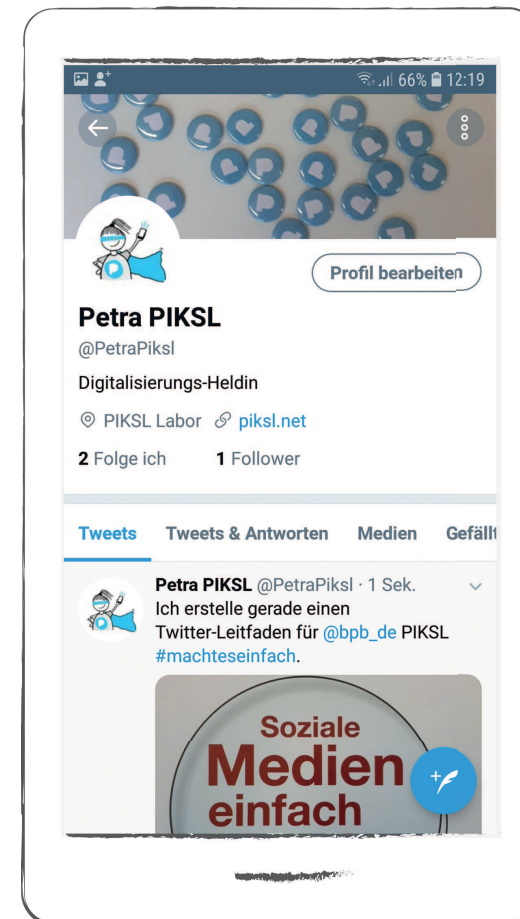 66% 12:19
Profil bearbeiten
Petra PIKSL
@PetraPiksl
Digitalisierungs-Heldin
PIKSL Labor piksl.net
2 Folge ich 1 Follower
Tweets Tweets & Antworten Medien Gefällt
Petra PIKSL @PetraPiksl · 1 Sek.
Ich erstelle gerade einen
Twitter-Leitfaden für @bpb_de PIKSL
#machteseinfach.
Soziale
Medien
einfach